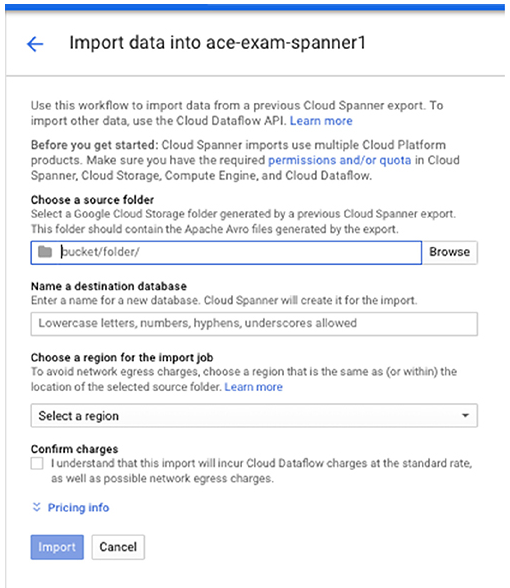 Import data into ace-exam-spanner1
Use this workflow to import data from a previous Cloud Spanner export. To
import other data, use the Cloud Dataflow API. Learn more
Before you get started: Cloud Spanner imports use multiple Cloud Platform
products. Make sure you have the required permissions and/or quota in Cloud
Spanner, Cloud Storage, Compute Engine, and Cloud Dataflow.
Choose a source folder
Select a Google Cloud Storage folder generated by a previous Cloud Spanner export.
This folder should contain the Apache Avro files generated by the export.
bucket/folder/ Browse
Name a destination database
Enter a name for a new database. Cloud Spanner will create it for the import.
Lowercase letters, numbers, hyphens, underscores allowed
Choose a region for the import job
To avoid network egress charges, choose a region that is the same as (or within) the
location of the selected source folder. Learn more
Select a region
Confirm charges
I understand that this import will incur Cloud Dataflow charges at the standard rate,
as well as possible network egress charges.
Pricing info
Import Cancel